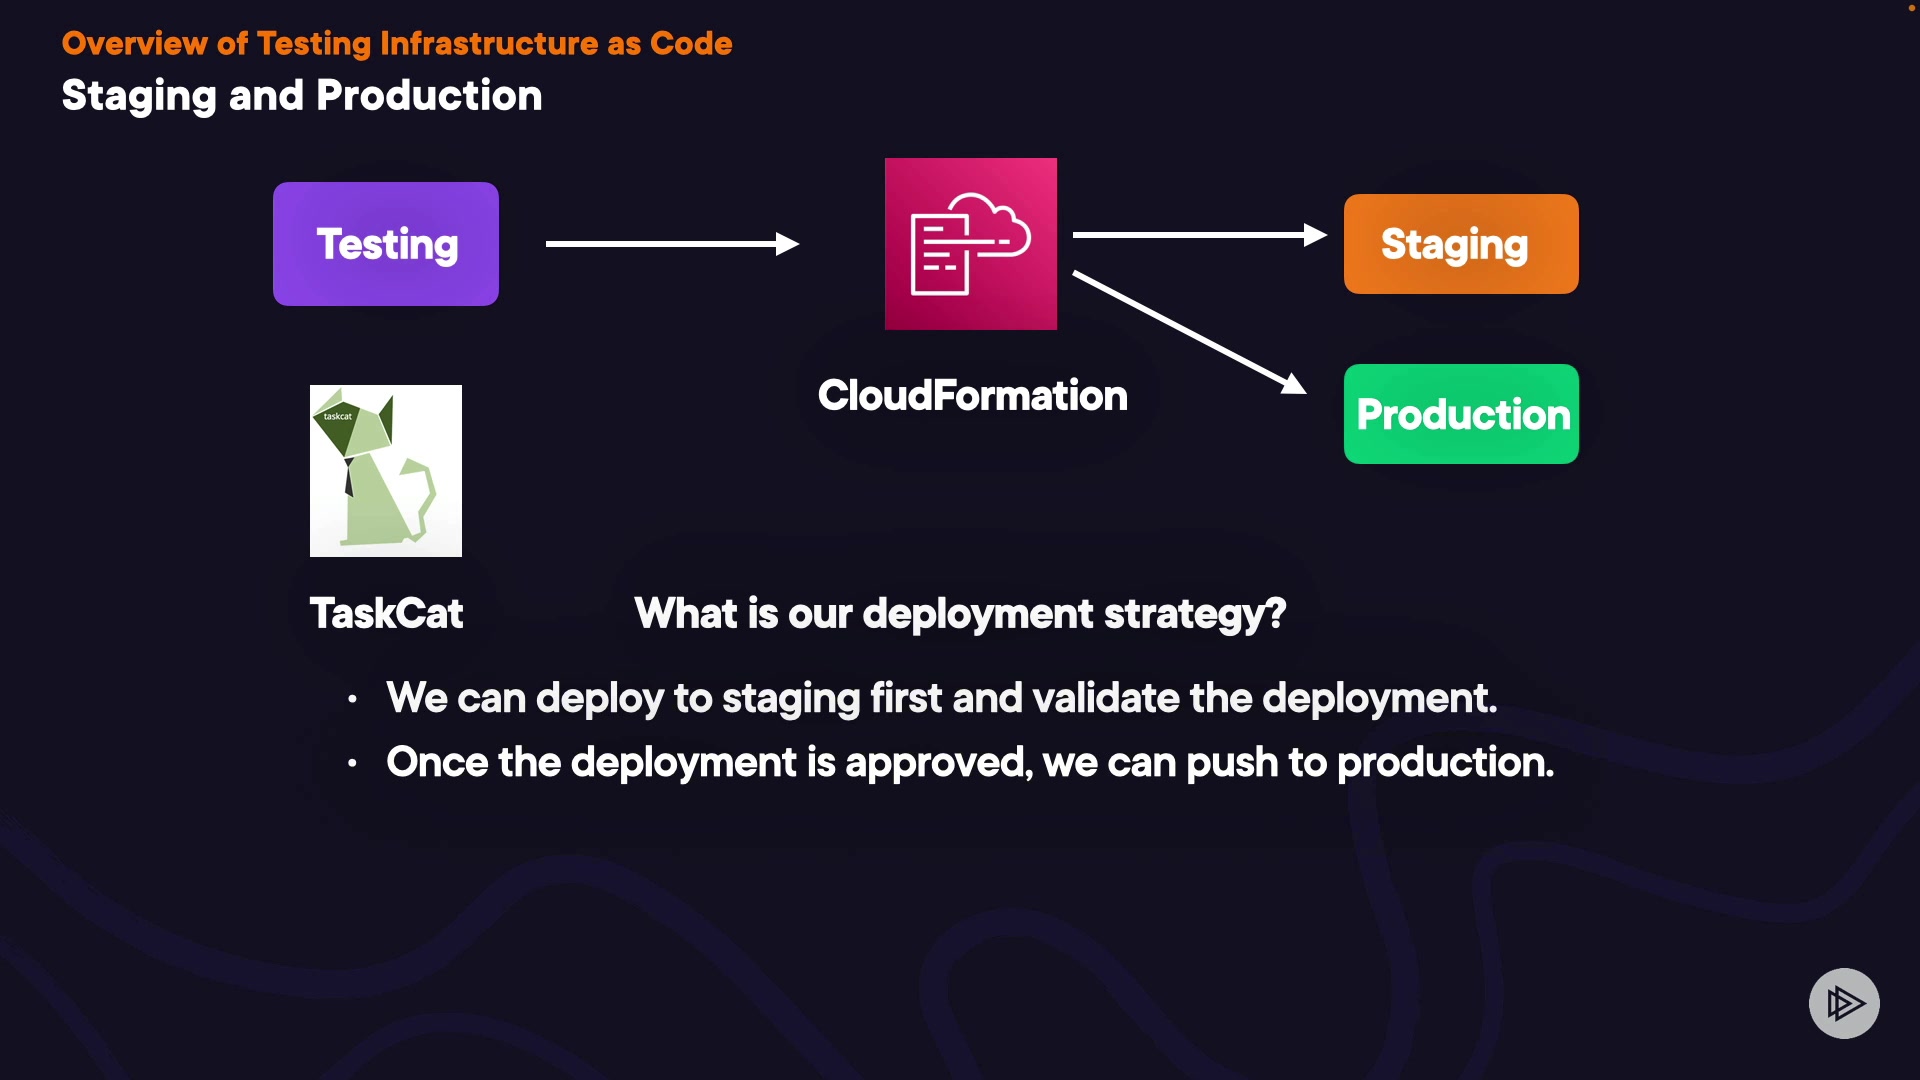 Overview of Testing Infrastructure as Code
Staging and Production
Testing
Staging
CloudFormation
Production
taskcat
TaskCat
What is our deployment strategy?
• We can deploy to staging first and validate the deployment.
• Once the deployment is approved, we can push to production.